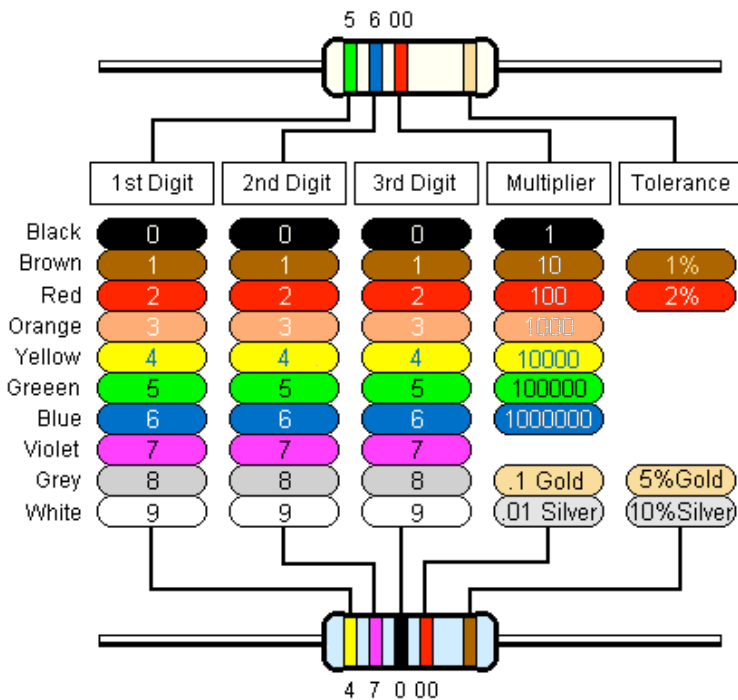 5 6 00
1st Digit 2nd Digit 3rd Digit Multiplier Tolerance
Black 0 0 0 1
Brown 1 1 1 10 1%
Red 2 2 2 100 2%
Orange 3 3 3 1000
Yellow 4 4 4 10000
Greeen 5 5 5 100000
Blue 6 6 6 1000000
Violet 7 7 7
Grey 8 8 8 .1 Gold 5%Gold
White 9 9 9 .01 Silver 10%Silver
4 7 0 00